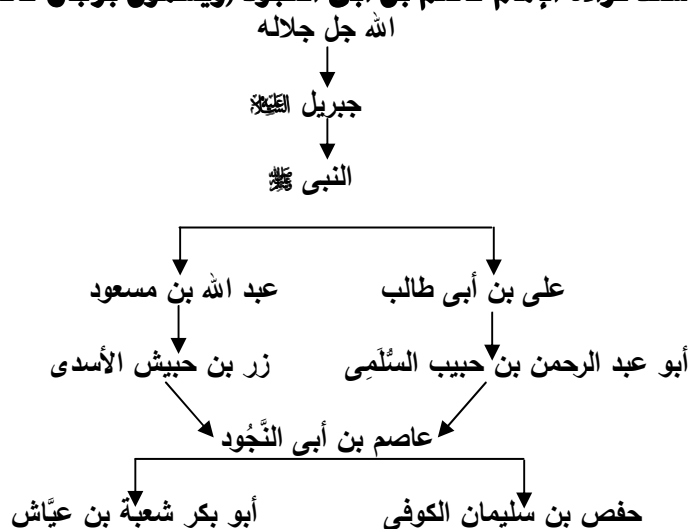 الله جل جلاله
جبريل عليه السلام
النبى ﷺ
على بن أبى طالب عبد الله بن مسعود
أبو عبد الرحمن بن حبيب السُّلَمِى زر بن حبيش الأسدى
عاصم بن أبى النَّجُود
حفص بن سليمان الكوفى أبو بكر شعبة بن عيَّاش